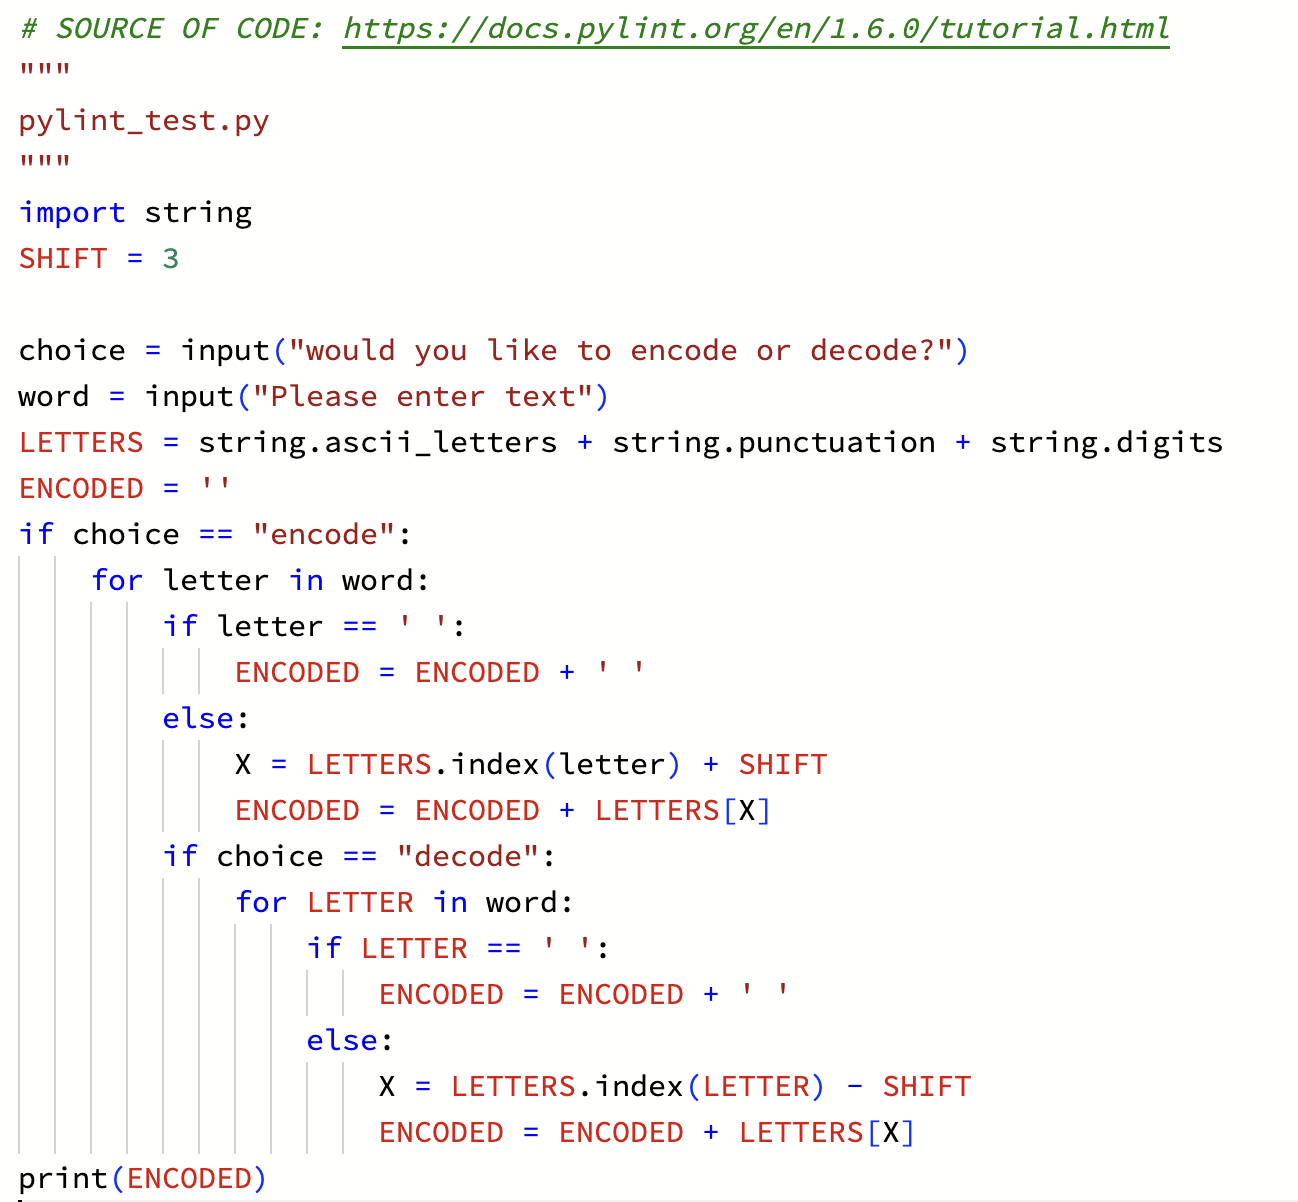 # SOURCE OF CODE: https://docs.pylint.org/en/1.6.0/tutorial.html
"""
pylint_test.py
"""
import string
SHIFT = 3

choice = input("would you like to encode or decode?")
word = input("Please enter text")
LETTERS = string.ascii_letters + string.punctuation + string.digits
ENCODED = ''
if choice == "encode":
    for letter in word:
        if letter == ' ':
            ENCODED = ENCODED + ' '
        else:
            X = LETTERS.index(letter) + SHIFT
            ENCODED = ENCODED + LETTERS[X]
        if choice == "decode":
            for LETTER in word:
                if LETTER == ' ':
                    ENCODED = ENCODED + ' '
                else:
                    X = LETTERS.index(LETTER) - SHIFT
                    ENCODED = ENCODED + LETTERS[X]
print(ENCODED)